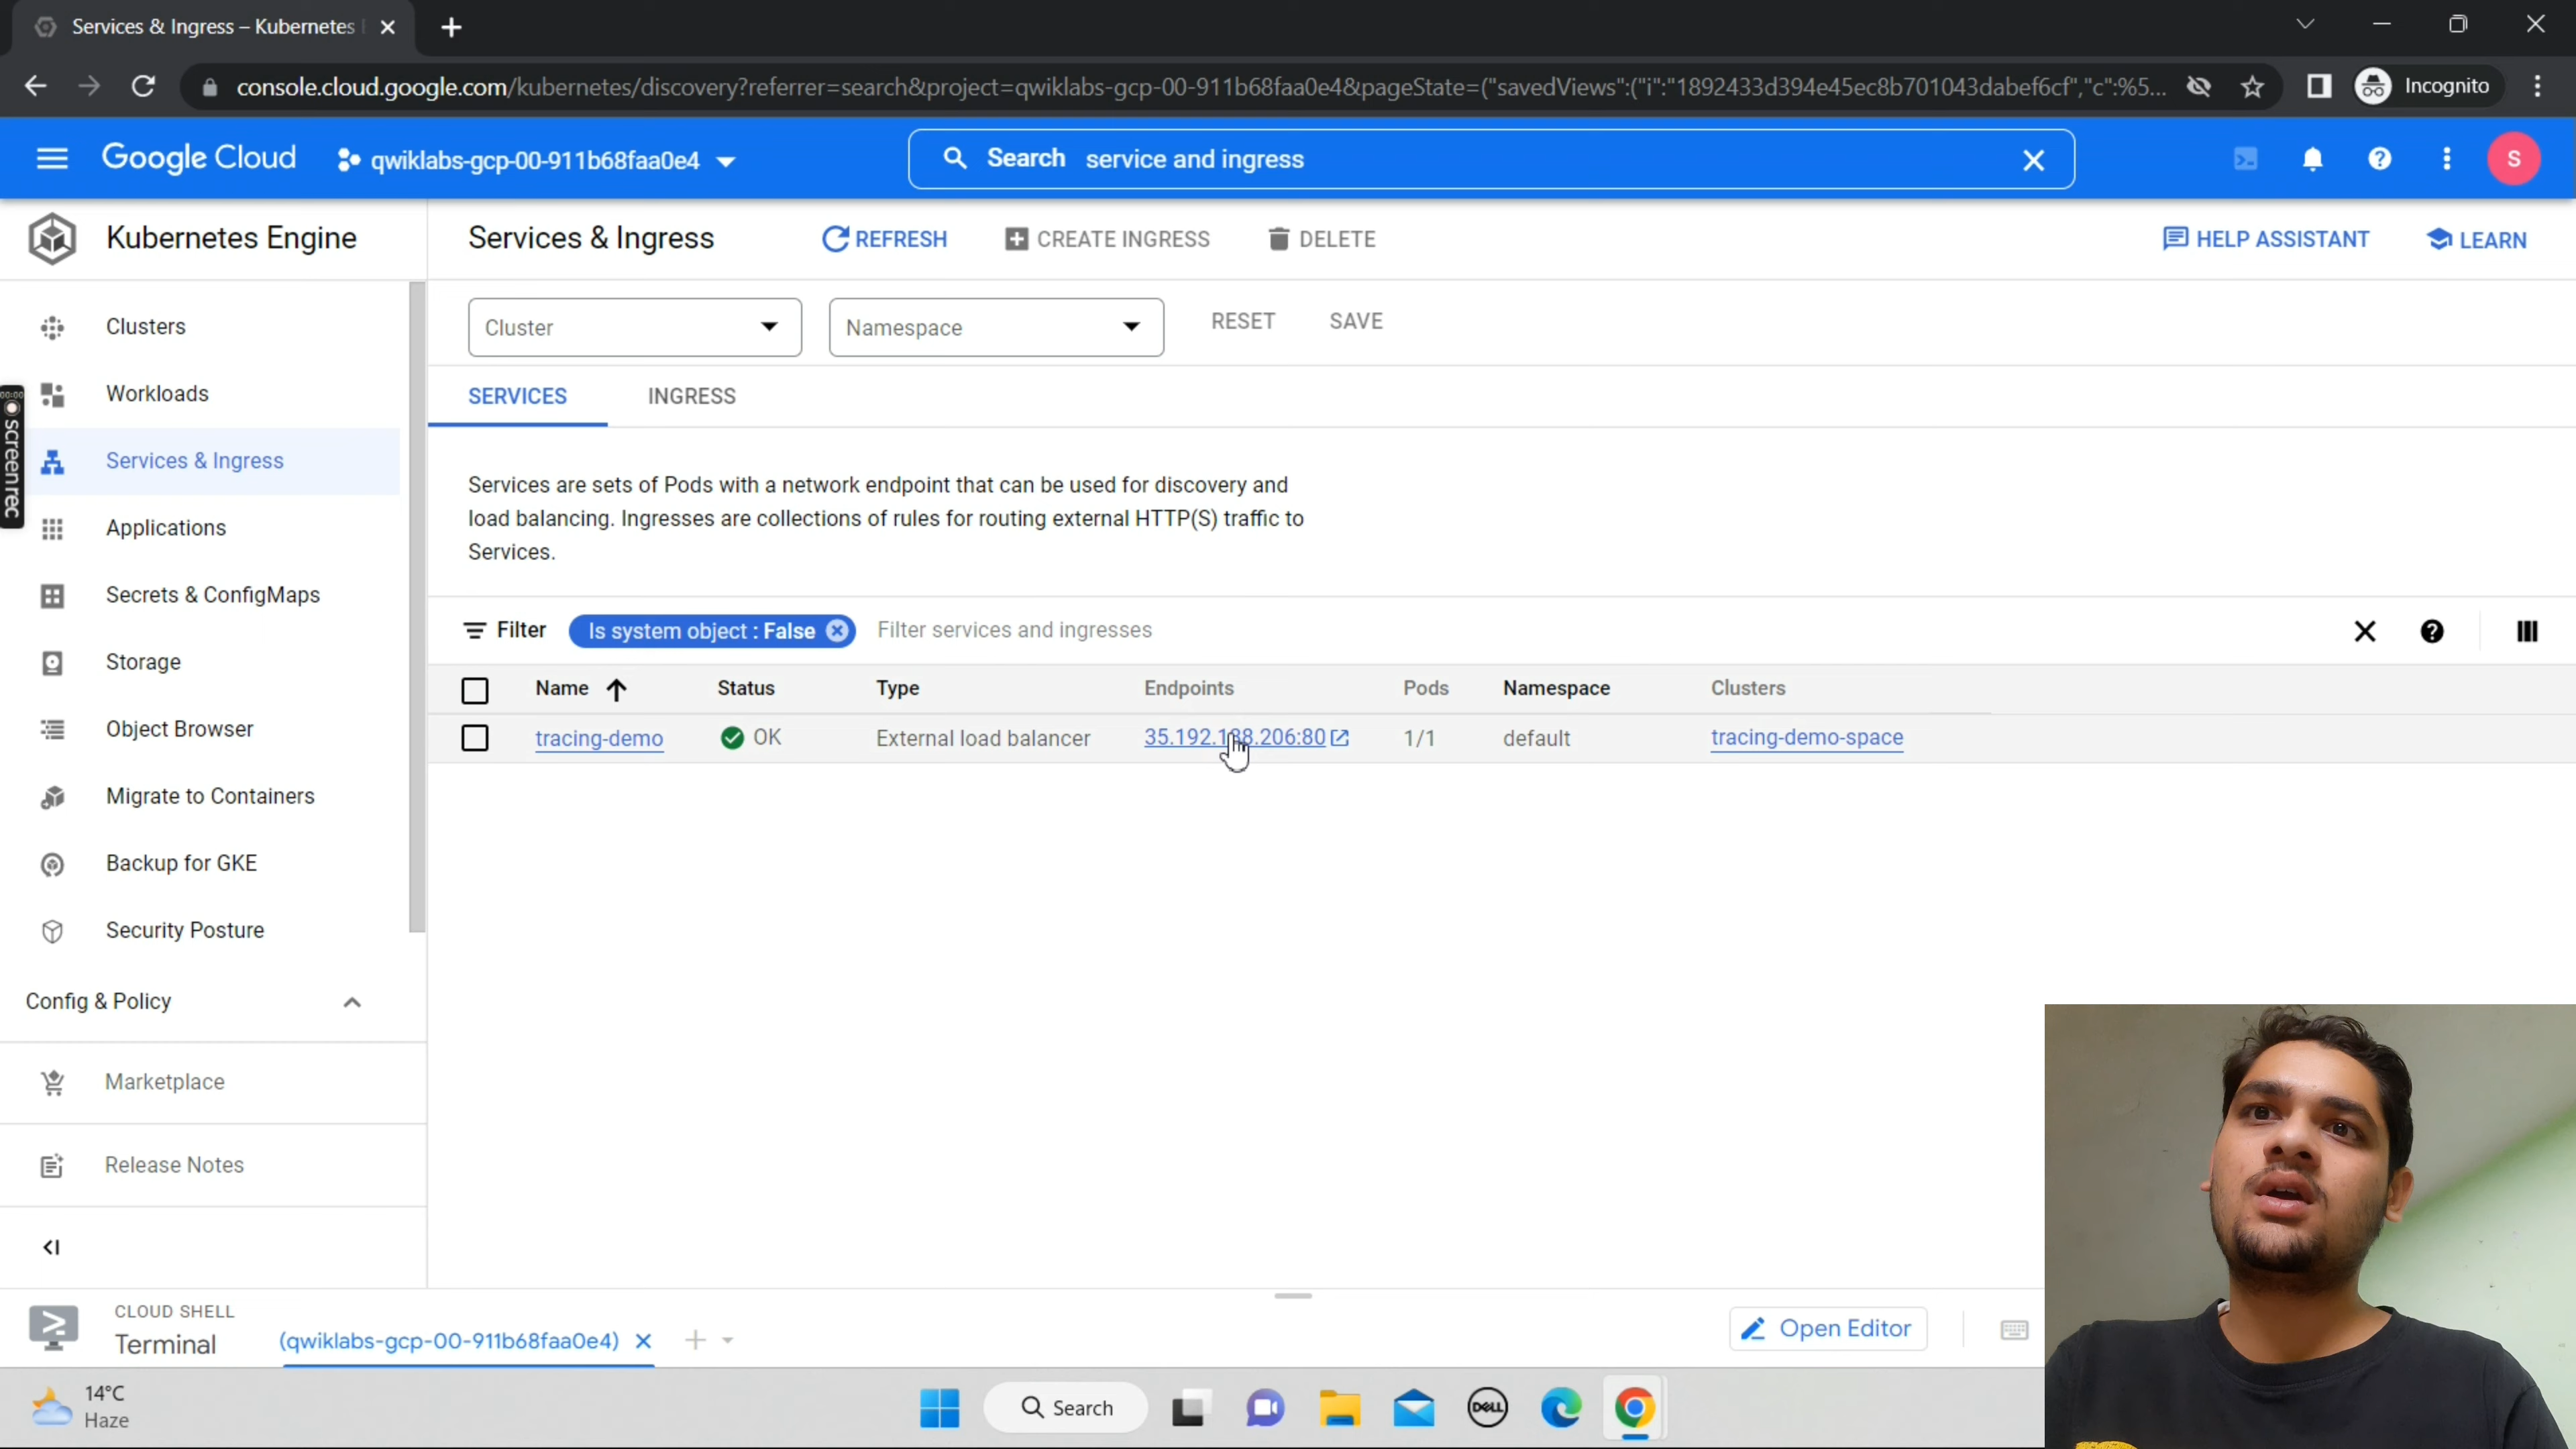 Services & Ingress – Kubernetes
console.cloud.google.com/kubernetes/discovery?referrer=search&project=qwiklabs-gcp-00-911b68faa0e4&pageState=("savedViews":("i":"1892433d394e45ec8b701043dabef6cf","c":%5...
Incognito
Google Cloud
qwiklabs-gcp-00-911b68faa0e4
Search service and ingress
S
Kubernetes Engine
Services & Ingress
REFRESH
CREATE INGRESS
DELETE
HELP ASSISTANT
LEARN
Clusters
Workloads
Services & Ingress
Applications
Secrets & ConfigMaps
Storage
Object Browser
Migrate to Containers
Backup for GKE
Security Posture
Config & Policy
Marketplace
Release Notes
00:00
screenrec
Cluster
Namespace
RESET
SAVE
SERVICES
INGRESS
Services are sets of Pods with a network endpoint that can be used for discovery and
load balancing. Ingresses are collections of rules for routing external HTTP(S) traffic to
Services.
Filter
Is system object : False
Filter services and ingresses
Name Status Type Endpoints Pods Namespace Clusters
tracing-demo OK External load balancer 1/1 default tracing-demo-space
CLOUD SHELL
Terminal
(qwiklabs-gcp-00-911b68faa0e4)
Open Editor
14°C
Haze
Search
DELL